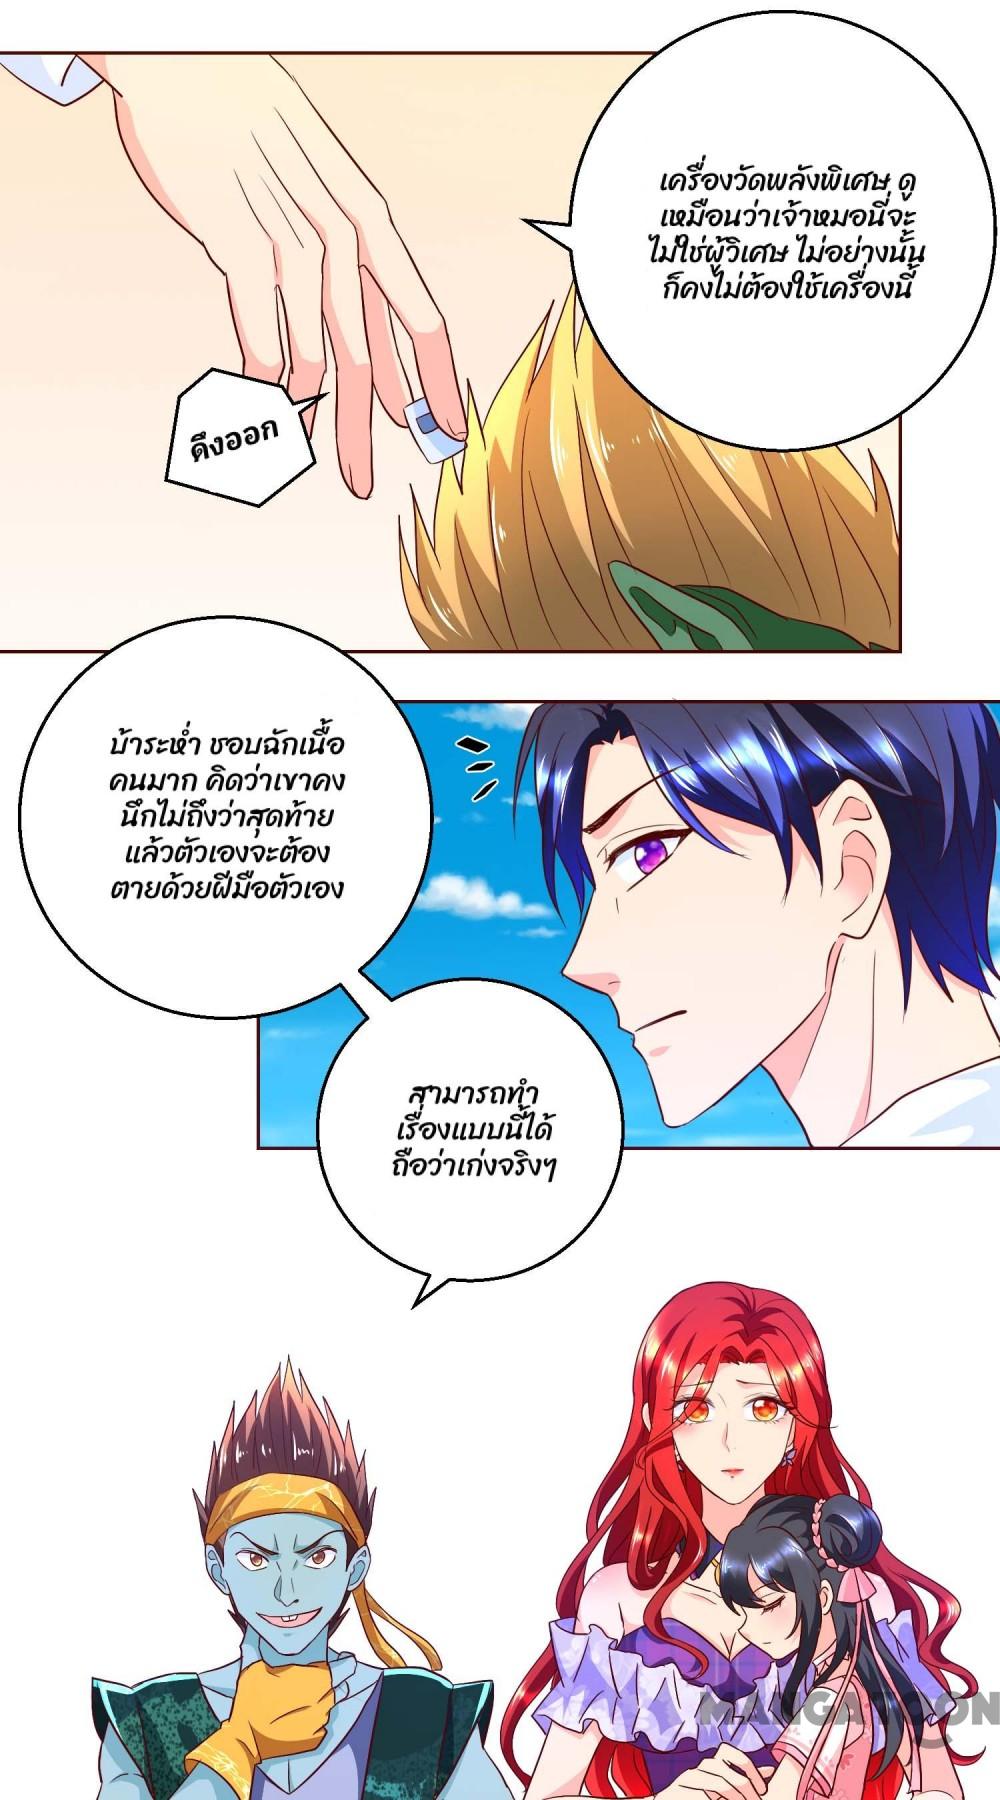 เครื่องวัดพลังพิเศษ ดู
เหมือนว่าเจ้าหมอนี่จะ
ไม่ใช่ผู้วิเศษ ไม่อย่างนั้น
ก็คงไม่ต้องใช้เครื่องนี้
ดึงออก
บ้าระห่ำ ชอบฉักเนื้อ
คนมาก คิดว่าเขาคง
นึกไม่ถึงว่าสุดท้าย
แล้วตัวเองจะต้อง
ตายด้วยฝีมือตัวเอง
สามารถทำ
เรื่องแบบนี้ได้
ถือว่าเก่งจริงๆ
MANGATOON